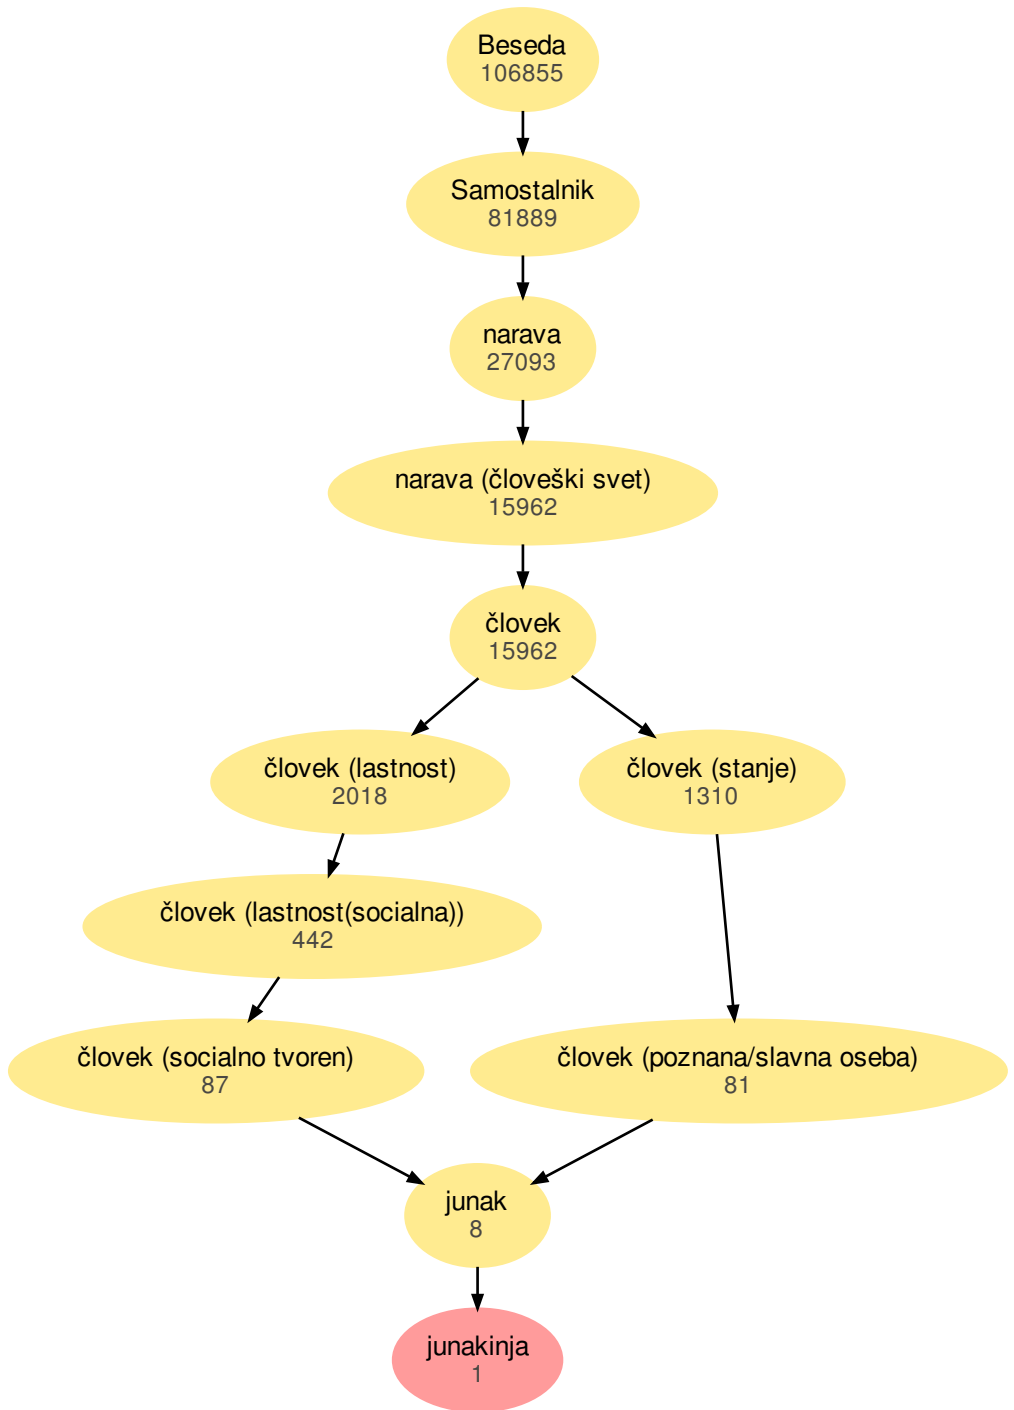 Beseda
106855
Samostalnik
81889
narava
27093
narava (človeški svet)
15962
človek
15962
človek (lastnost)
2018
človek (stanje)
1310
človek (lastnost(socialna))
442
človek (socialno tvoren)
87
človek (poznana/slavna oseba)
81
junak
8
junakinja
1